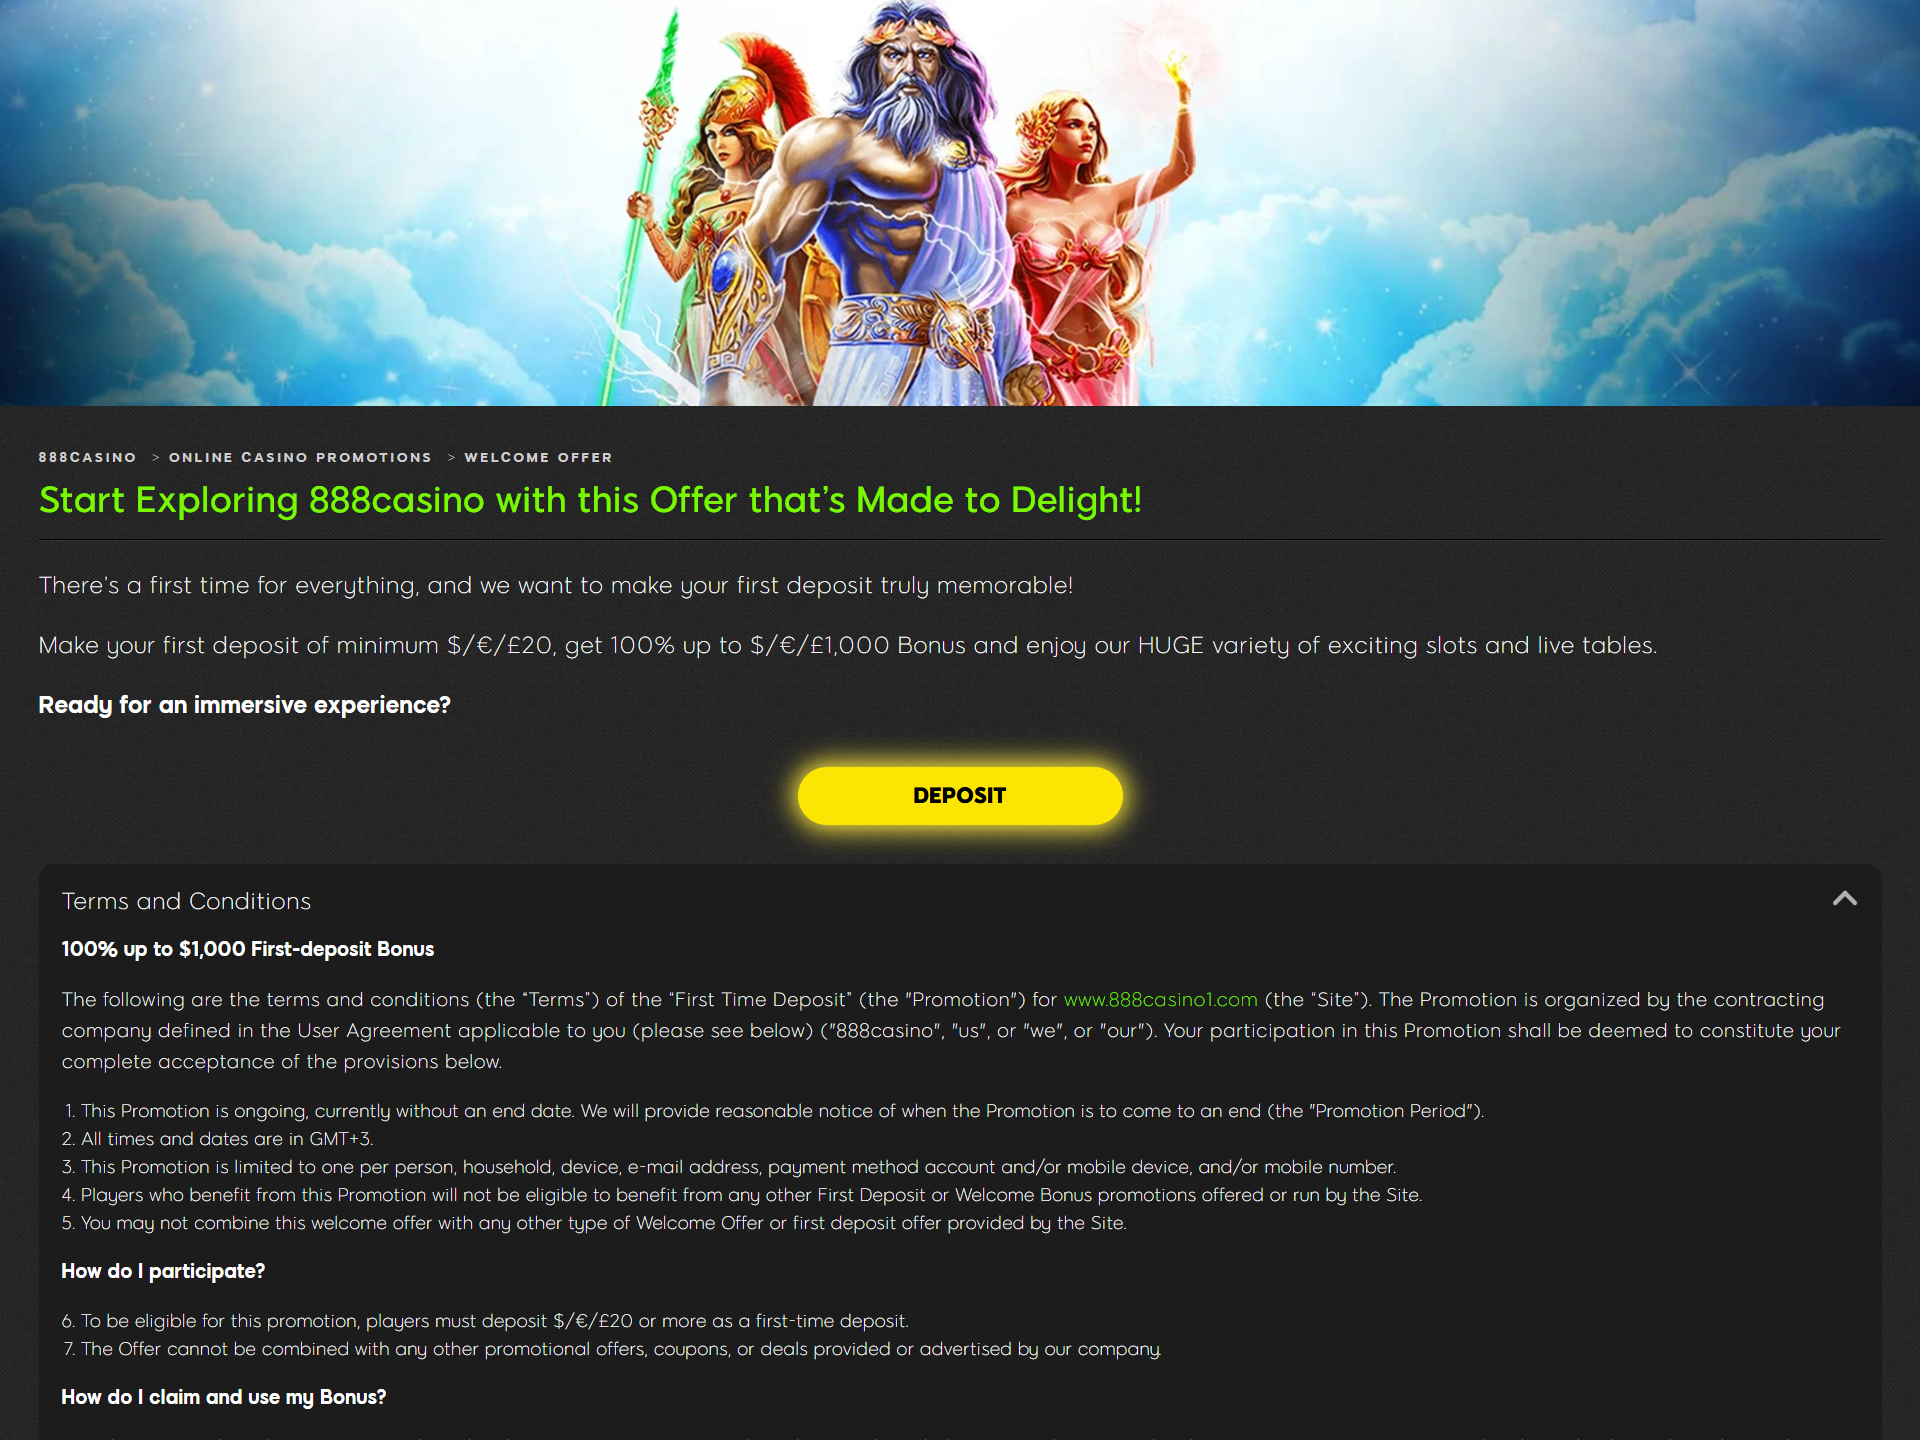 888CASINO > ONLINE CASINO PROMOTIONS > WELCOME OFFER
Start Exploring 888casino with this Offer that’s Made to Delight!
There’s a first time for everything, and we want to make your first deposit truly memorable!
Make your first deposit of minimum $/€/£20, get 100% up to $/€/£1,000 Bonus and enjoy our HUGE variety of exciting slots and live tables.
Ready for an immersive experience?
DEPOSIT
Terms and Conditions
100% up to $1,000 First-deposit Bonus
The following are the terms and conditions (the “Terms”) of the “First Time Deposit” (the "Promotion") for www.888casino1.com (the “Site”). The Promotion is organized by the contracting
company defined in the User Agreement applicable to you (please see below) ("888casino", "us", or "we", or "our"). Your participation in this Promotion shall be deemed to constitute your
complete acceptance of the provisions below.
1. This Promotion is ongoing, currently without an end date. We will provide reasonable notice of when the Promotion is to come to an end (the "Promotion Period").
2. All times and dates are in GMT+3.
3. This Promotion is limited to one per person, household, device, e-mail address, payment method account and/or mobile device, and/or mobile number.
4. Players who benefit from this Promotion will not be eligible to benefit from any other First Deposit or Welcome Bonus promotions offered or run by the Site.
5. You may not combine this welcome offer with any other type of Welcome Offer or first deposit offer provided by the Site.
How do I participate?
6. To be eligible for this promotion, players must deposit $/€/£20 or more as a first-time deposit.
7. The Offer cannot be combined with any other promotional offers, coupons, or deals provided or advertised by our company.
How do I claim and use my Bonus?